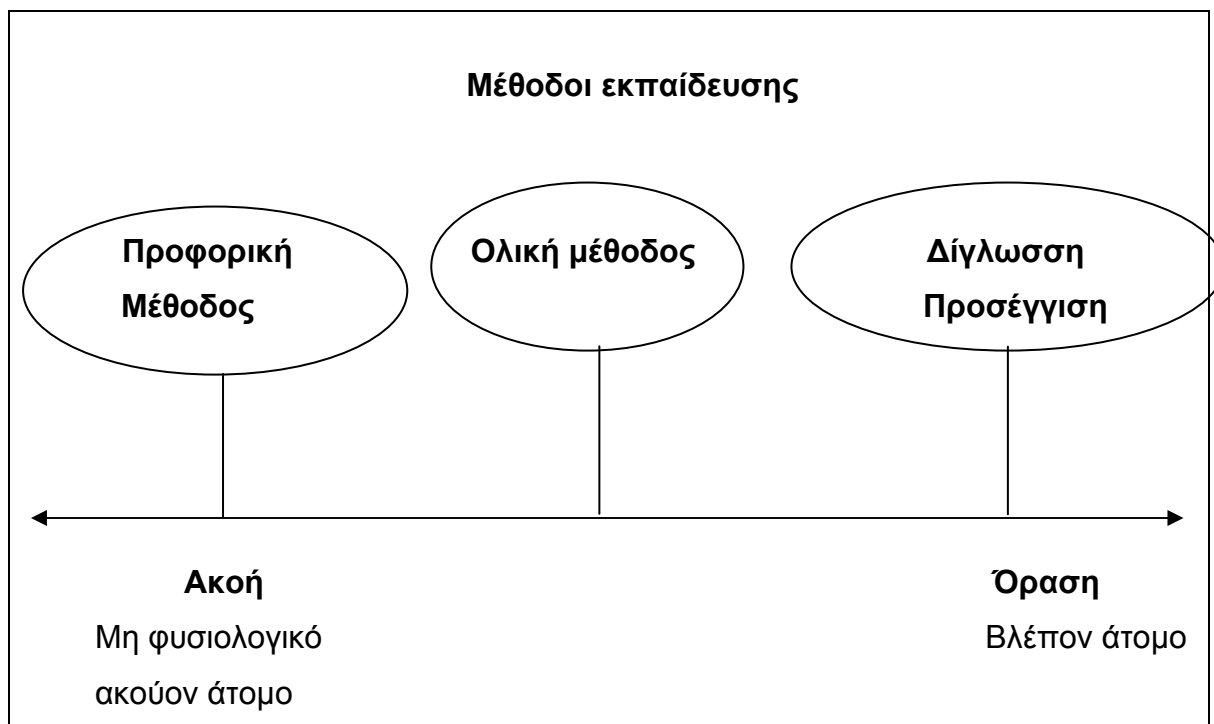 Μέθοδοι εκπαίδευσης
Προφορική
Μέθοδος
Ολική μέθοδος
Δίγλωσση
Προσέγγιση
Ακοή
Μη φυσιολογικό
ακούον άτομο
Όραση
Βλέπον άτομο